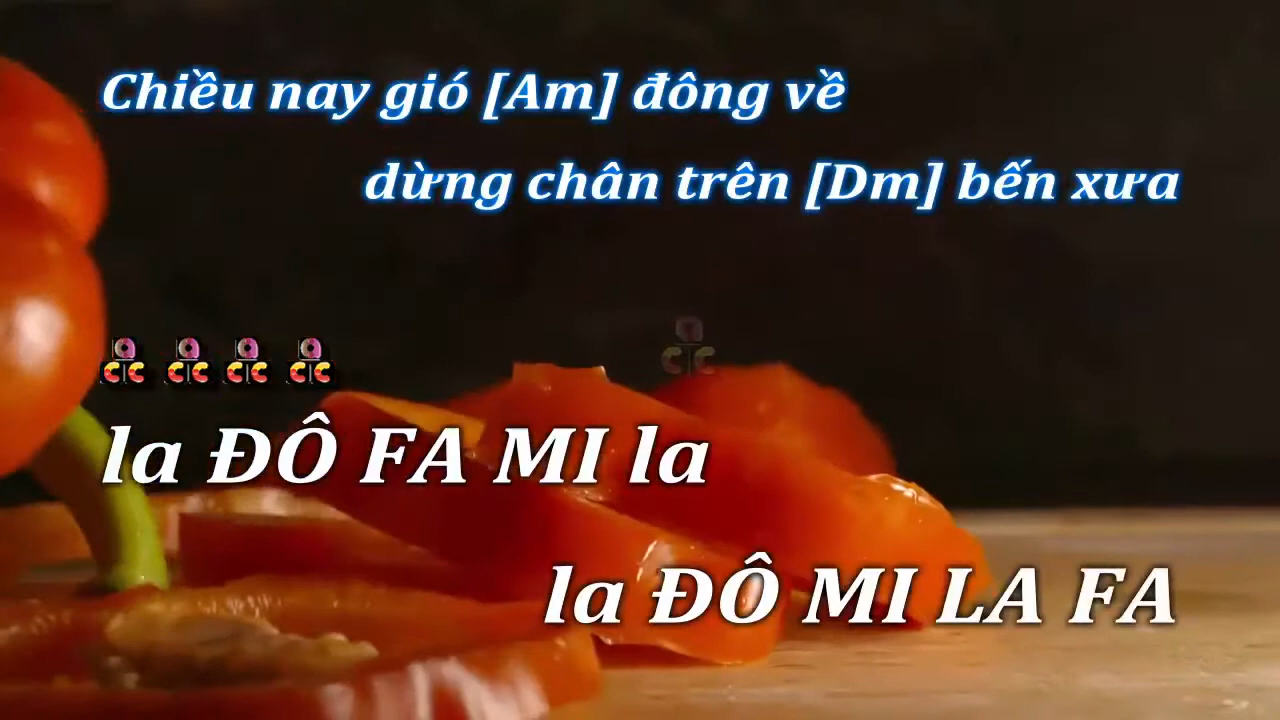 Chiều nay gió [Am] đông về
dừng chân trên [Dm] bến xưa
la ĐÔ FA MI la
la ĐÔ MI LA FA